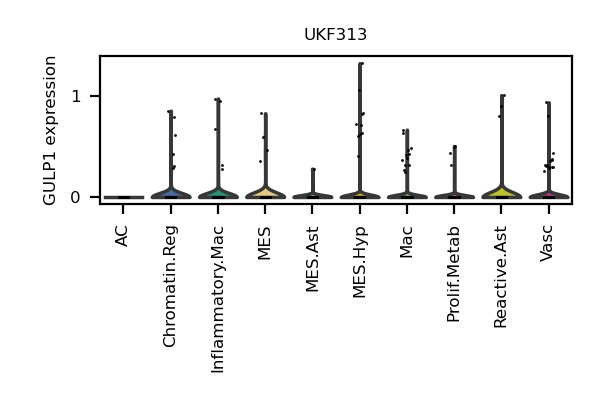 UKF313
GULP1 expression
1
0
AC
Chromatin.Reg
Inflammatory.Mac
MES
MES.Ast
MES.Hyp
Mac
Prolif.Metab
Reactive.Ast
Vasc